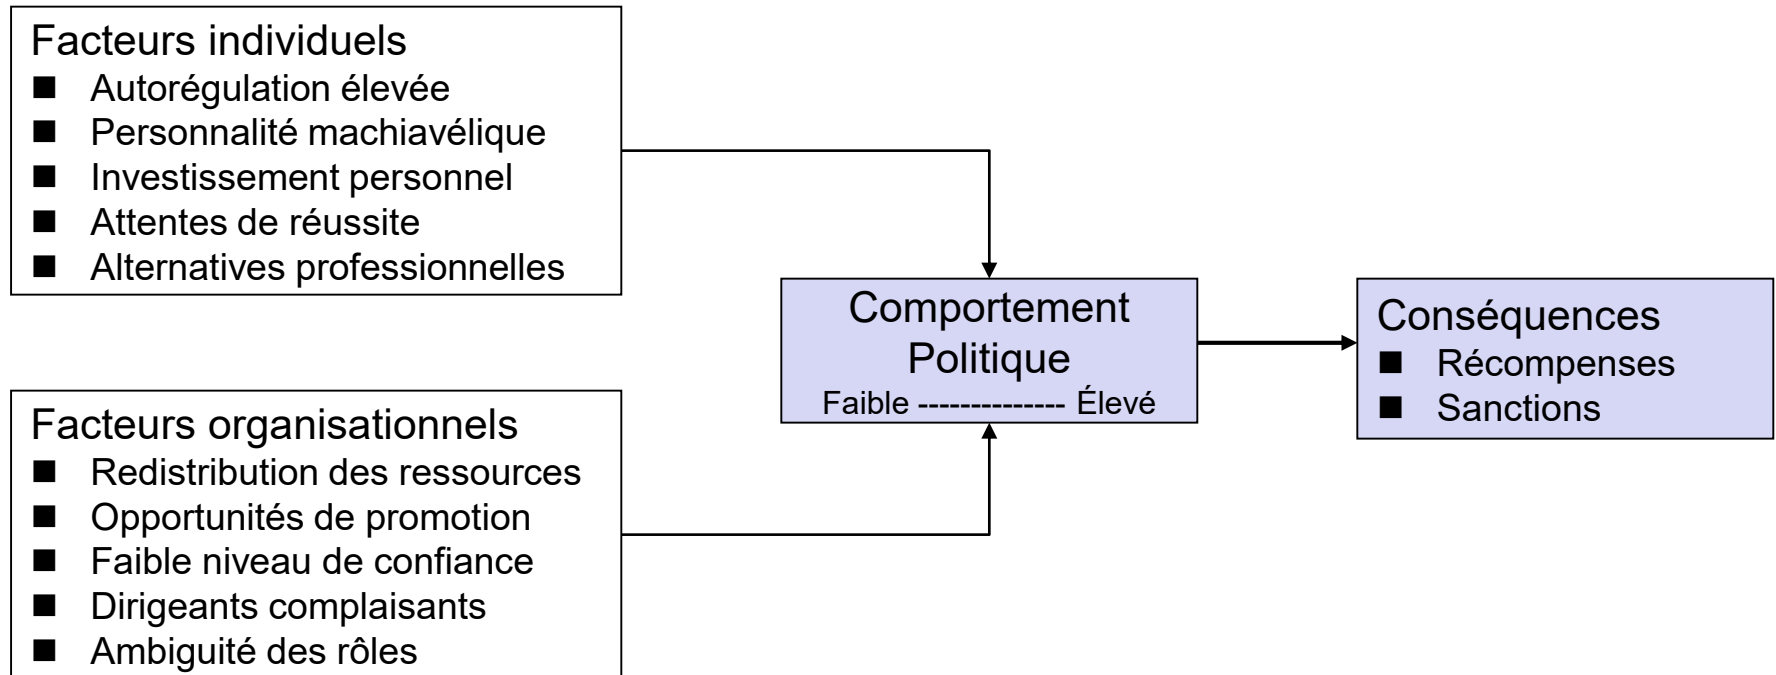 Facteurs individuels
■ Autorégulation élevée
■ Personnalité machiavélique
■ Investissement personnel
■ Attentes de réussite
■ Alternatives professionnelles
Facteurs organisationnels
■ Redistribution des ressources
■ Opportunités de promotion
■ Faible niveau de confiance
■ Dirigeants complaisants
■ Ambiguité des rôles
Comportement
Politique
Faible -------------- Élevé
Conséquences
■ Récompenses
■ Sanctions